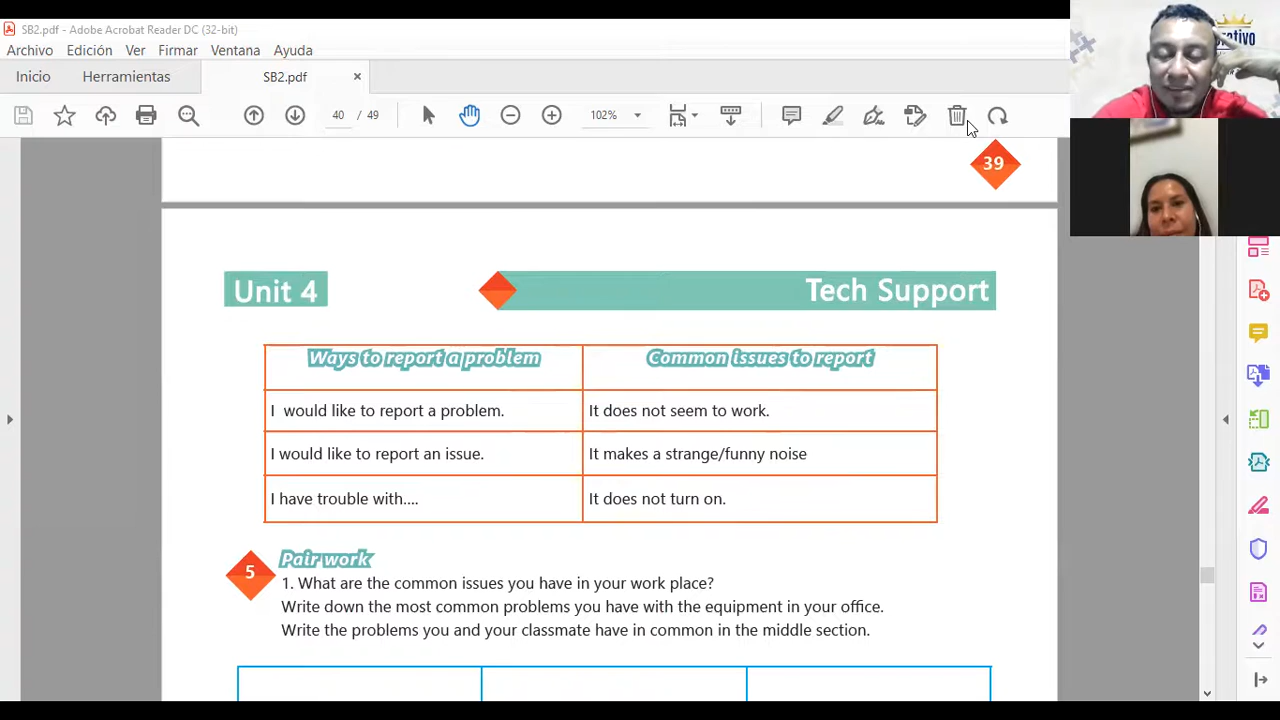 SB2.pdf - Adobe Acrobat Reader DC (32-bit)
Archivo Edición Ver Firmar Ventana Ayuda
Inicio Herramientas SB2.pdf ×
40 / 49 102%
39
Unit 4 Tech Support
Ways to report a problem Common issues to report
I would like to report a problem. It does not seem to work.
I would like to report an issue. It makes a strange/funny noise
I have trouble with.... It does not turn on.
5 Pair work
1. What are the common issues you have in your work place?
Write down the most common problems you have with the equipment in your office.
Write the problems you and your classmate have in common in the middle section.